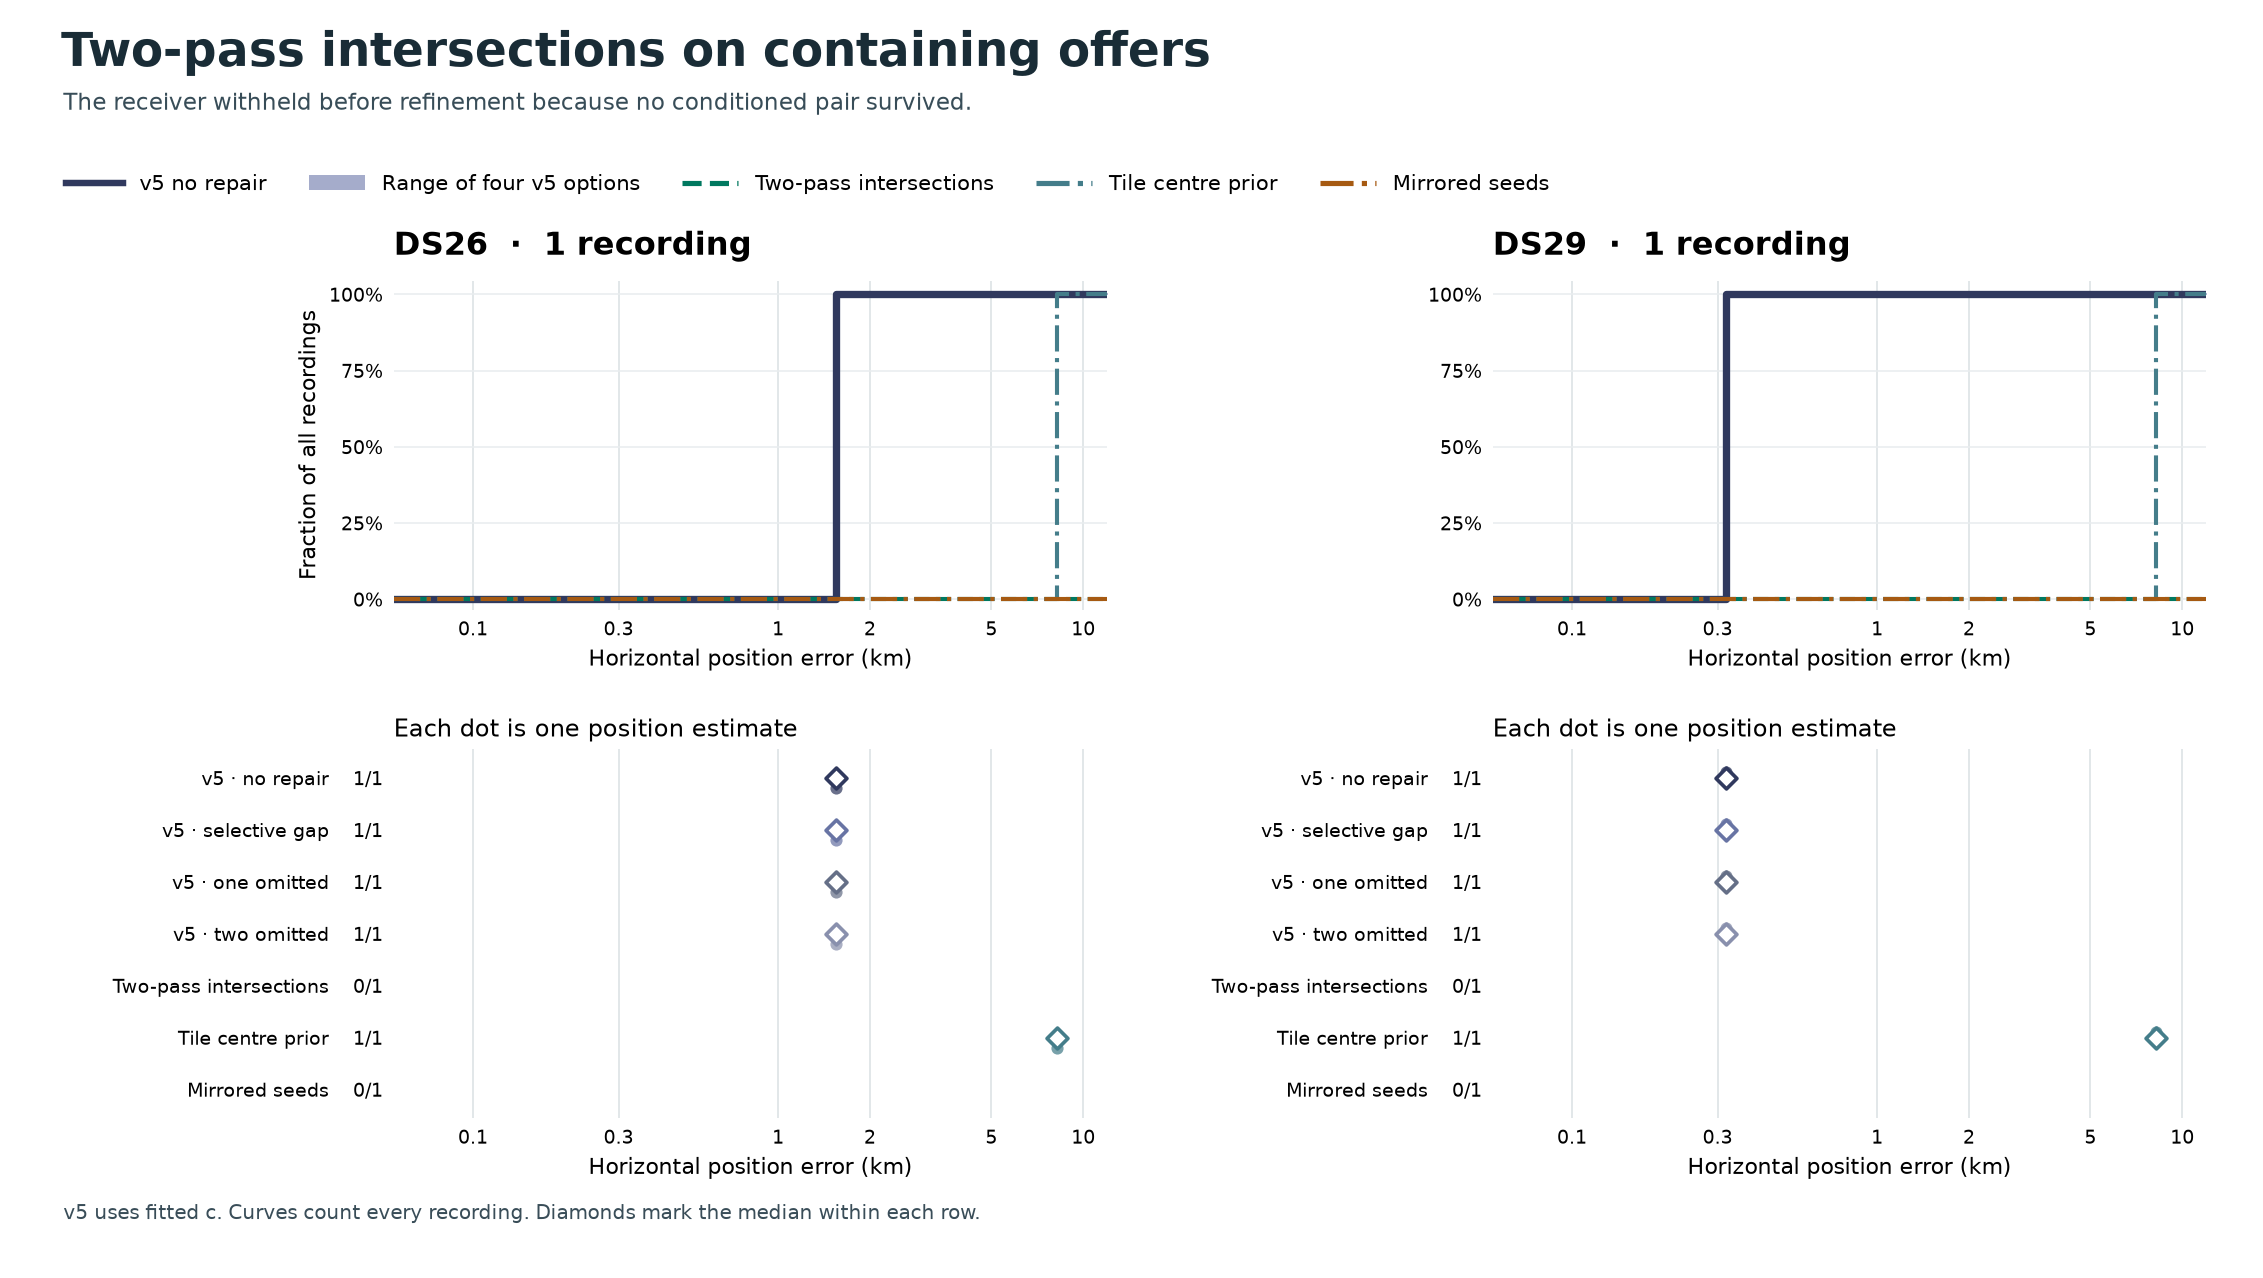 Two-pass intersections on containing offers
The receiver withheld before refinement because no conditioned pair survived.
v5 no repair
Range of four v5 options
Two-pass intersections
Tile centre prior
Mirrored seeds
DS26 · 1 recording
100%
75%
50%
25%
0%
Fraction of all recordings
0.1 0.3 1 2 5 10
Horizontal position error (km)
DS29 · 1 recording
100%
75%
50%
25%
0%
0.1 0.3 1 2 5 10
Horizontal position error (km)
Each dot is one position estimate
v5 · no repair 1/1
v5 · selective gap 1/1
v5 · one omitted 1/1
v5 · two omitted 1/1
Two-pass intersections 0/1
Tile centre prior 1/1
Mirrored seeds 0/1
0.1 0.3 1 2 5 10
Horizontal position error (km)
Each dot is one position estimate
v5 · no repair 1/1
v5 · selective gap 1/1
v5 · one omitted 1/1
v5 · two omitted 1/1
Two-pass intersections 0/1
Tile centre prior 1/1
Mirrored seeds 0/1
0.1 0.3 1 2 5 10
Horizontal position error (km)
v5 uses fitted c. Curves count every recording. Diamonds mark the median within each row.